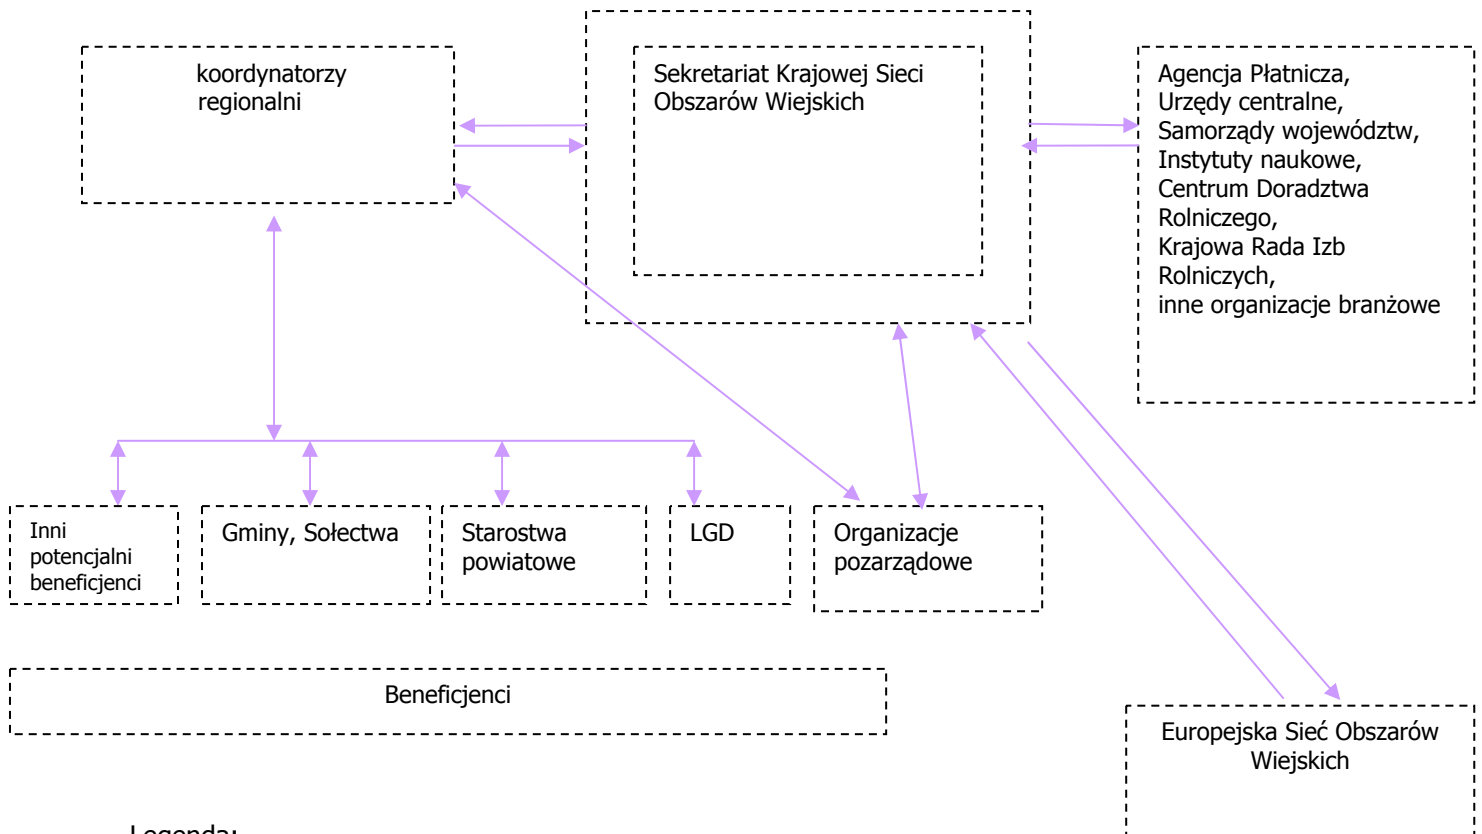 koordynatorzy
regionalni
Sekretariat Krajowej Sieci
Obszarów Wiejskich
Agencja Płatnicza,
Urzędy centralne,
Samorządy województw,
Instytuty naukowe,
Centrum Doradztwa
Rolniczego,
Krajowa Rada Izb
Rolniczych,
inne organizacje branżowe
Inni
potencjalni
beneficjenci
Gminy, Sołectwa
Starostwa
powiatowe
LGD
Organizacje
pozarządowe
Beneficjenci
Europejska Sieć Obszarów
Wiejskich
Legenda: